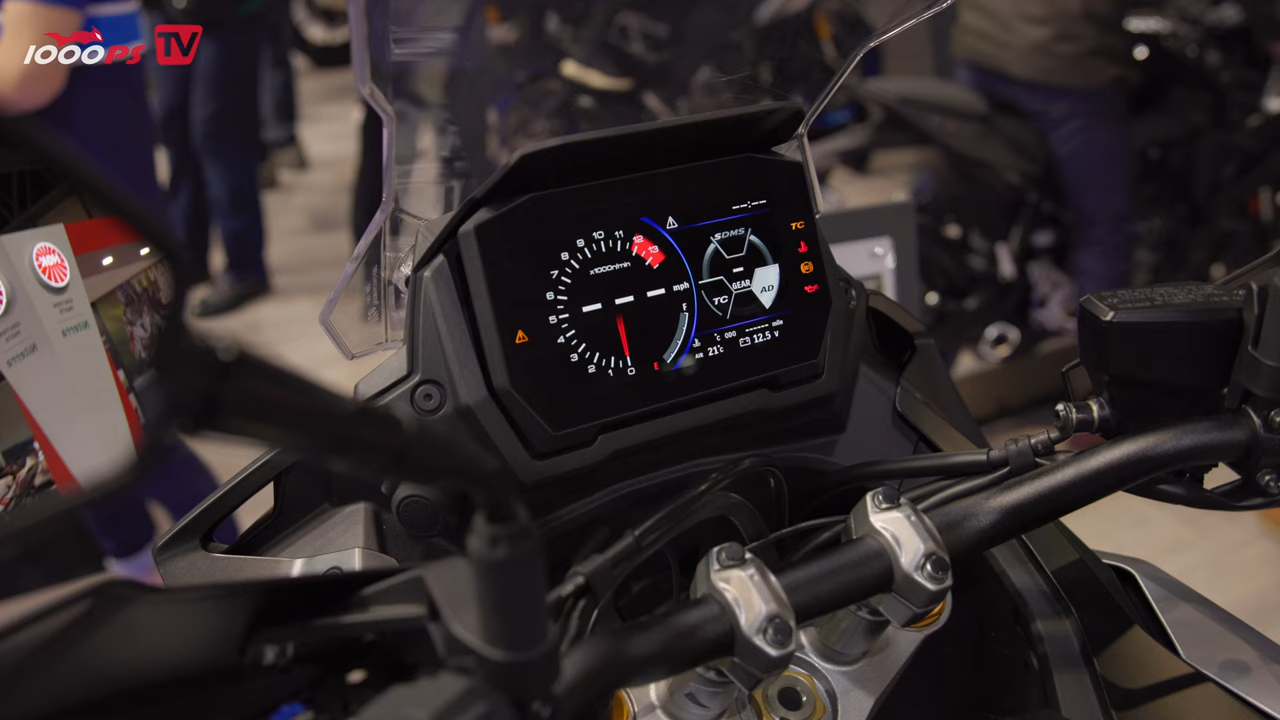 1000PS TV
NGK
12
11
13
10
9
8
7
6
5
4
3
2
1
0
x1000r/min
mph
F
E
SDMS
GEAR
TC
AD
TC
°C ODO ------ mile
AIR 21°C 12.5 V